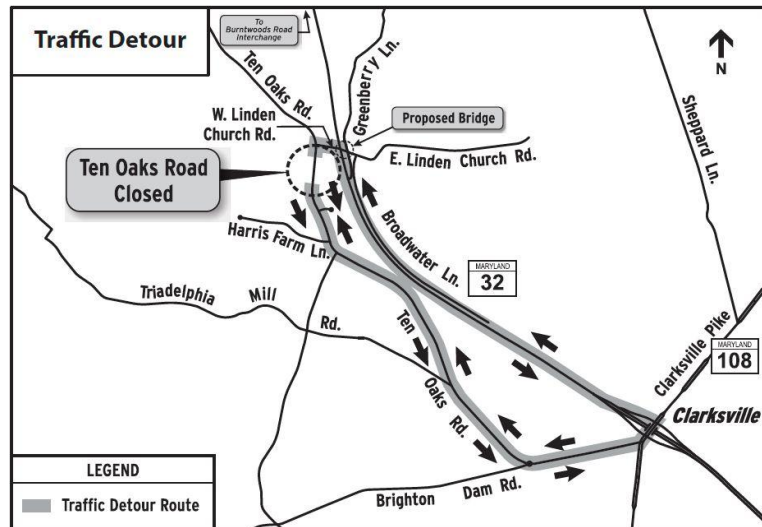 Traffic Detour
To
Burntwoods Road
Interchange
N
Ten Oaks Rd.
Greenberry Ln.
Sheppard Ln.
W. Linden
Church Rd.
Proposed Bridge
E. Linden Church Rd.
Ten Oaks Road
Closed
Harris Farm Ln.
Broadwater Ln.
MARYLAND
32
Triadelphia Mill Rd.
Ten Oaks Rd.
Clarksville Pike
MARYLAND
108
Clarksville
Brighton Dam Rd.
LEGEND
Traffic Detour Route